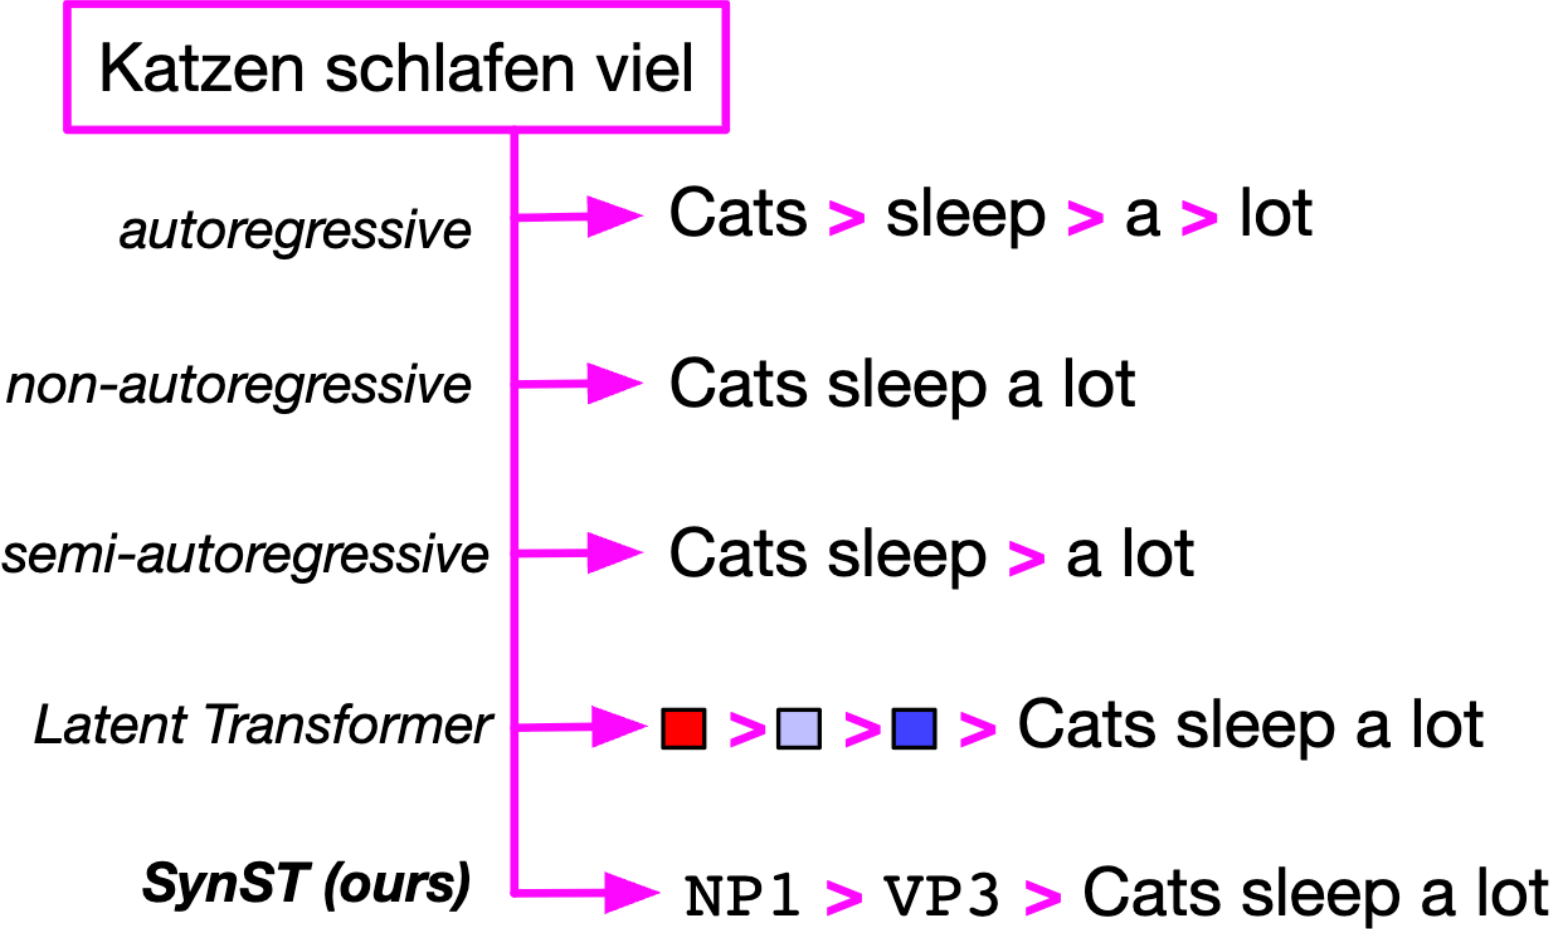 Katzen schlafen viel
autoregressive Cats > sleep > a > lot
non-autoregressive Cats sleep a lot
semi-autoregressive Cats sleep > a lot
Latent Transformer > > > Cats sleep a lot
SynST (ours) NP1 > VP3 > Cats sleep a lot